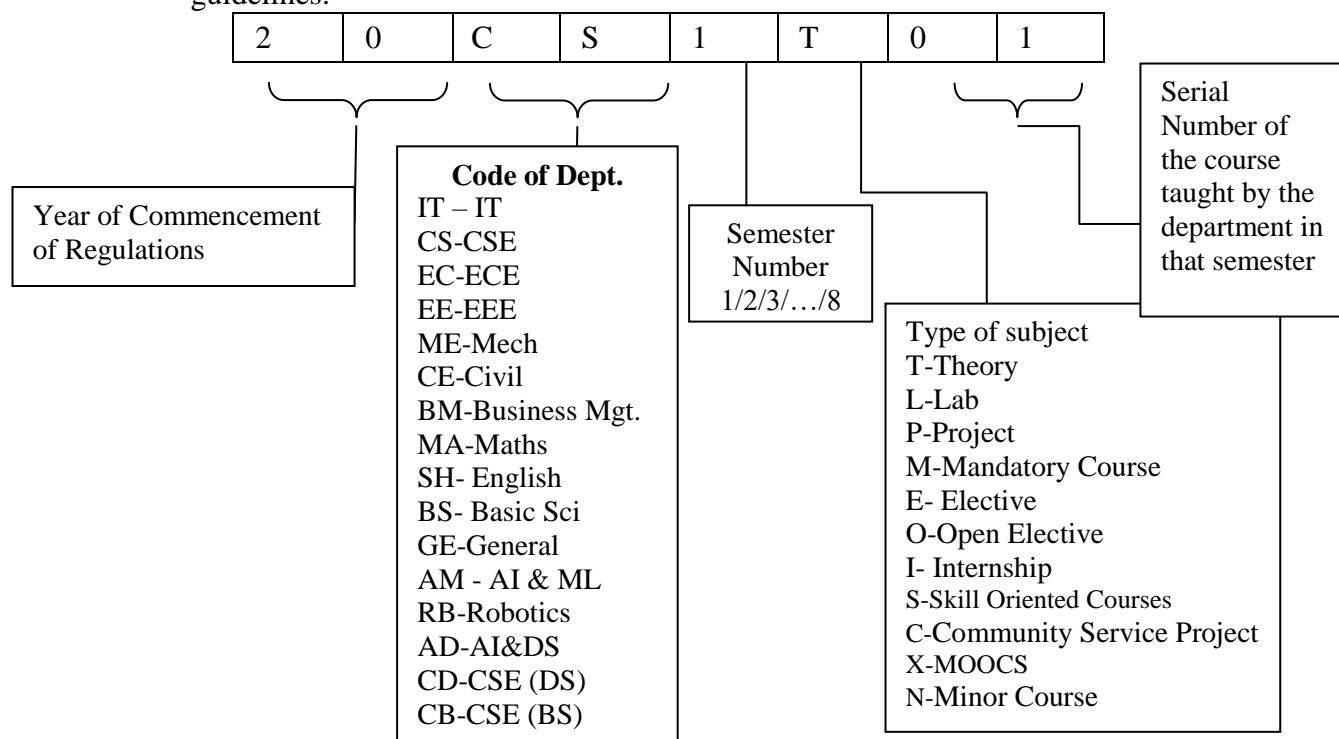 guidelines.
2 0 C S 1 T 0 1
Year of Commencement
of Regulations
Code of Dept.
IT – IT
CS-CSE
EC-ECE
EE-EEE
ME-Mech
CE-Civil
BM-Business Mgt.
MA-Maths
SH- English
BS- Basic Sci
GE-General
AM - AI & ML
RB-Robotics
AD-AI&DS
CD-CSE (DS)
CB-CSE (BS)
Semester
Number
1/2/3/…/8
Type of subject
T-Theory
L-Lab
P-Project
M-Mandatory Course
E- Elective
O-Open Elective
I- Internship
S-Skill Oriented Courses
C-Community Service Project
X-MOOCS
N-Minor Course
Serial
Number of
the course
taught by the
department in
that semester